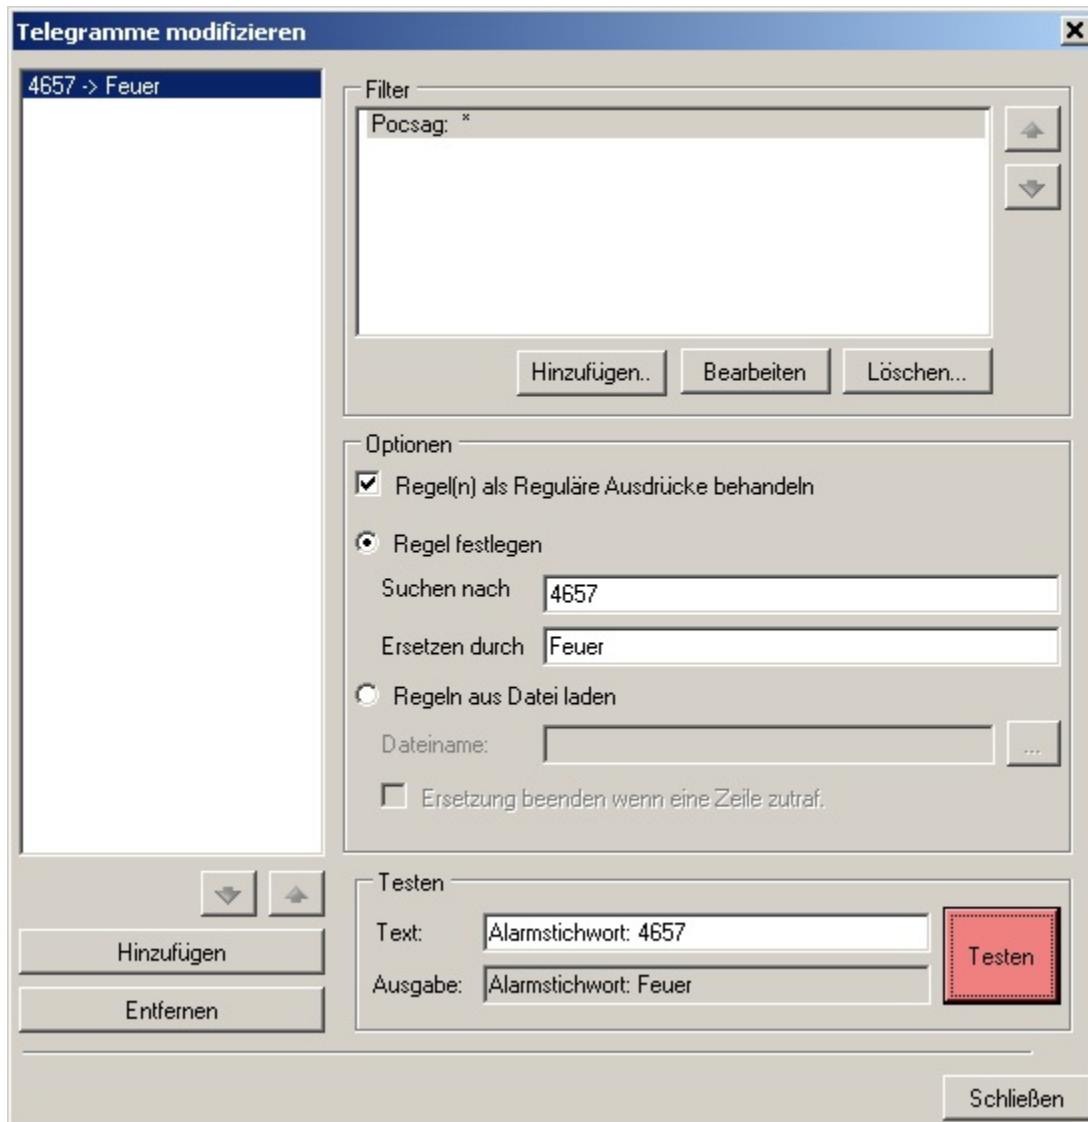 Telegramme modifizieren
4657 -> Feuer
Filter
Pocsag: *
Hinzufügen..
Bearbeiten
Löschen...
Optionen
Regel(n) als Reguläre Ausdrücke behandeln
Regel festlegen
Suchen nach
4657
Ersetzen durch
Feuer
Regeln aus Datei laden
Dateiname:
...
Ersetzung beenden wenn eine Zeile zutraf.
Testen
Text:
Alarmstichwort: 4657
Ausgabe:
Alarmstichwort: Feuer
Testen
Hinzufügen
Entfernen
Schließen